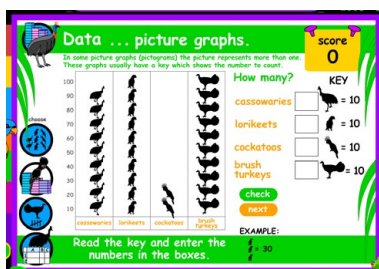 Data ... picture graphs.
In some picture graphs (pictograms) the picture represents more than one.
These graphs usually have a key which shows the number to count.
score
0
How many?
KEY
choose
100
90
80
70
60
50
40
30
20
10
cassowaries
lorikeets
cockatoos
brush
turkeys
cassowaries
= 10
lorikeets
= 10
cockatoos
= 10
brush
turkeys
= 10
check
next
EXAMPLE:
= 30
Read the key and enter the
numbers in the boxes.